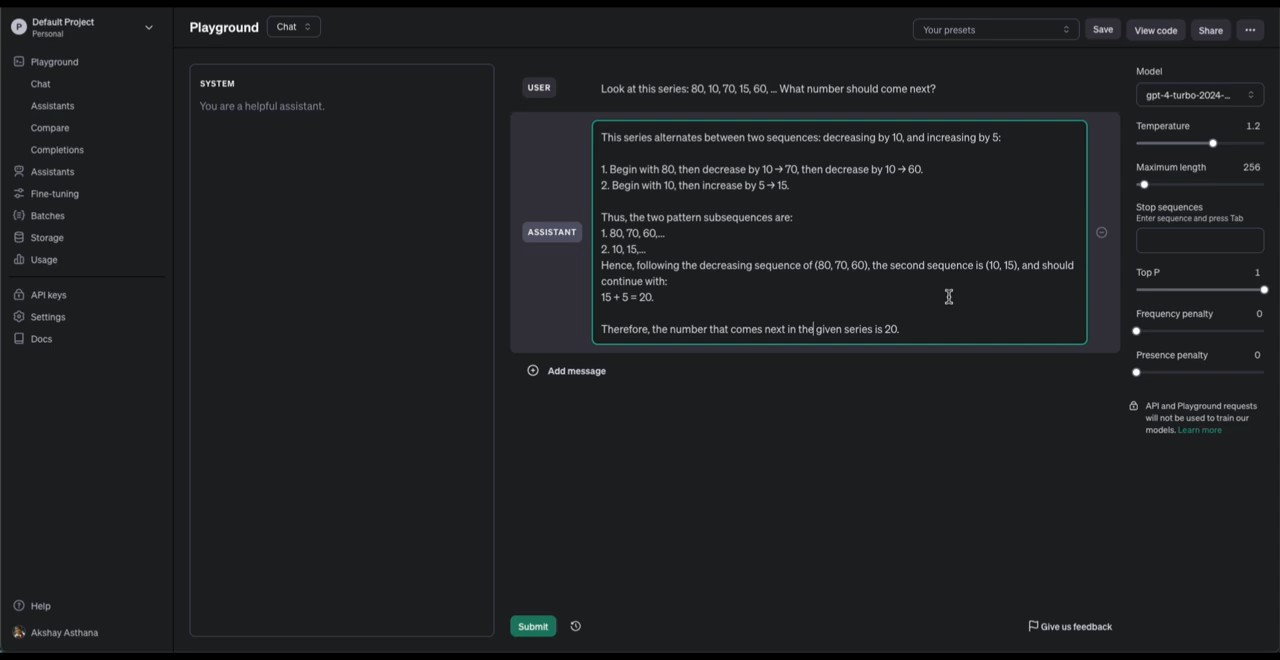 Default Project
Personal
Playground
Chat
Assistants
Compare
Completions
Assistants
Fine-tuning
Batches
Storage
Usage
API keys
Settings
Docs
Help
Akshay Asthana
Playground
Chat
Your presets
Save
View code
Share
SYSTEM
You are a helpful assistant.
USER
Look at this series: 80, 10, 70, 15, 60, ... What number should come next?
ASSISTANT
This series alternates between two sequences: decreasing by 10, and increasing by 5:
1. Begin with 80, then decrease by 10 → 70, then decrease by 10 → 60.
2. Begin with 10, then increase by 5 → 15.
Thus, the two pattern subsequences are:
1. 80, 70, 60,...
2. 10, 15,...
Hence, following the decreasing sequence of (80, 70, 60), the second sequence is (10, 15), and should
continue with:
15 + 5 = 20.
Therefore, the number that comes next in the given series is 20.
Add message
Submit
Give us feedback
Model
gpt-4-turbo-2024-...
Temperature 1.2
Maximum length 256
Stop sequences
Enter sequence and press Tab
Top P 1
Frequency penalty 0
Presence penalty 0
API and Playground requests
will not be used to train our
models. Learn more